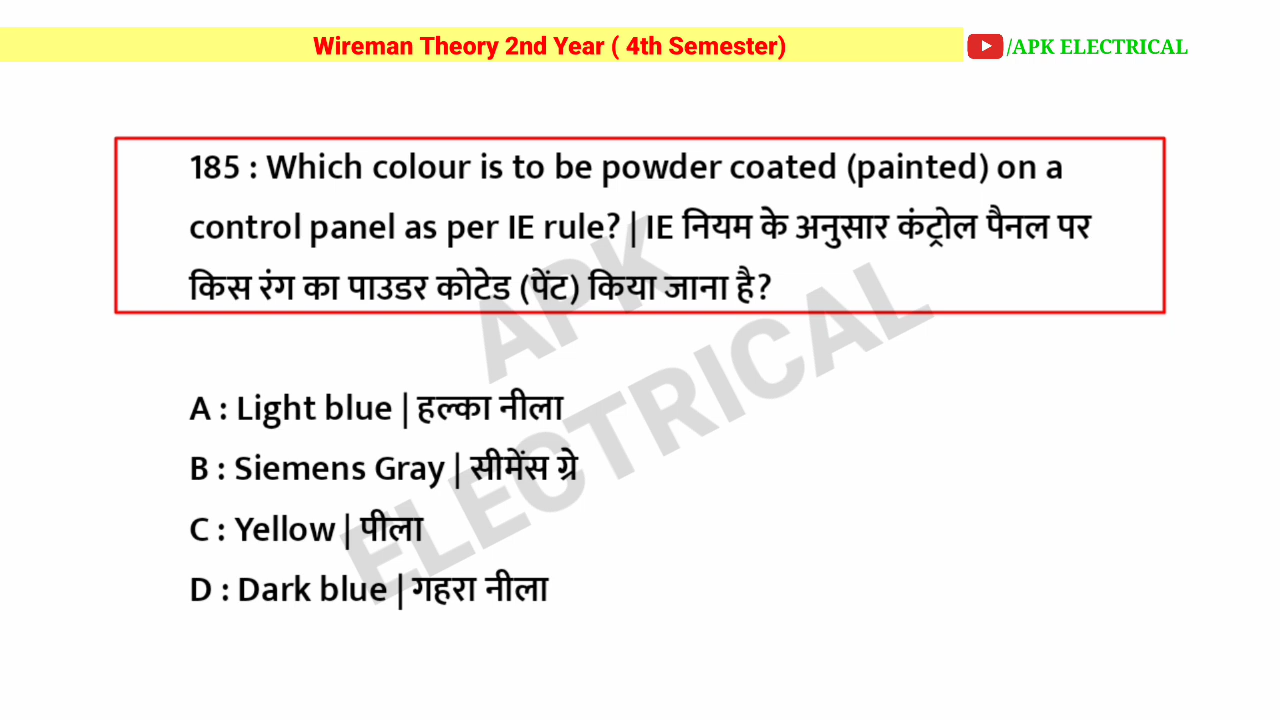 Wireman Theory 2nd Year ( 4th Semester)
/APK ELECTRICAL
185 : Which colour is to be powder coated (painted) on a
control panel as per IE rule? | IE नियम के अनुसार कंट्रोल पैनल पर
किस रंग का पाउडर कोटेड (पेंट) किया जाना है?
APK
ELECTRICAL
A : Light blue | हल्का नीला
B : Siemens Gray | सीमेंस ग्रे
C : Yellow | पीला
D : Dark blue | गहरा नीला